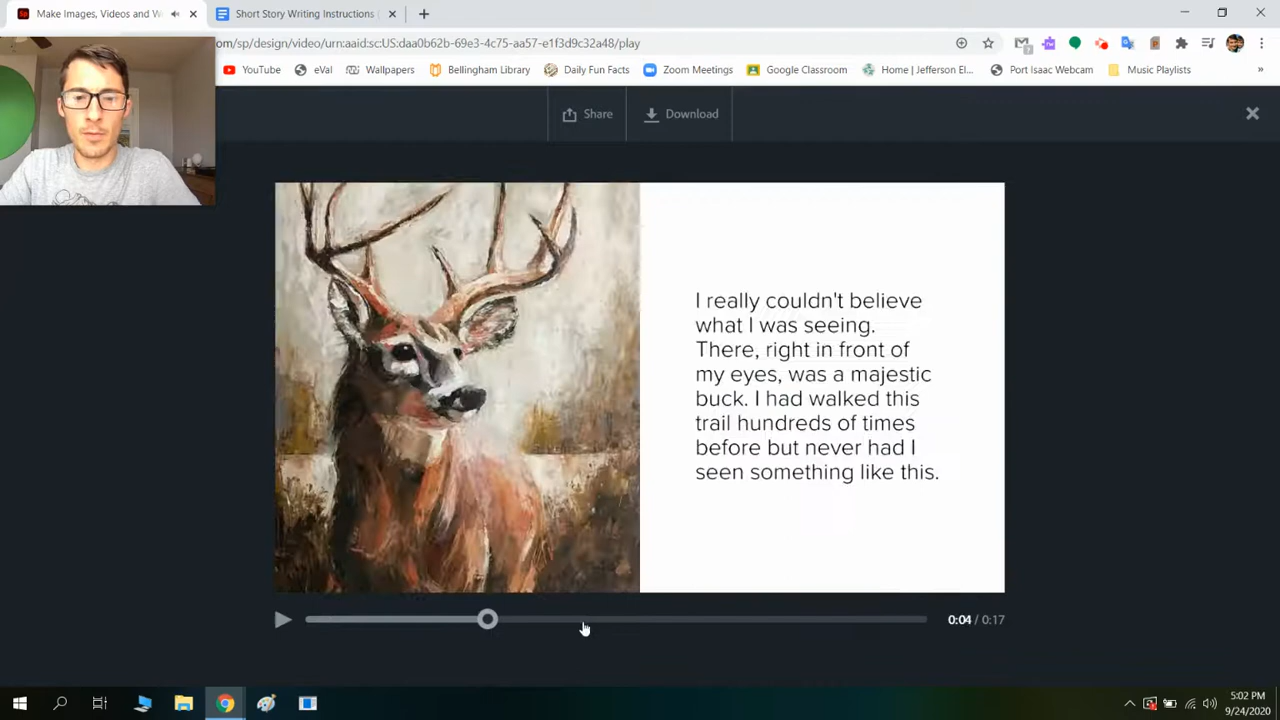 Make Images, Videos and W
Short Story Writing Instructions
om/sp/design/video/urn:aaid:sc:US:daa0b62b-69e3-4c75-aa57-e1f3d9c32a48/play
YouTube
eVal
Wallpapers
Bellingham Library
Daily Fun Facts
Zoom Meetings
Google Classroom
Home | Jefferson El...
Port Isaac Webcam
Music Playlists
Share
Download
I really couldn't believe
what I was seeing.
There, right in front of
my eyes, was a majestic
buck. I had walked this
trail hundreds of times
before but never had I
seen something like this.
0:04 / 0:17
5:02 PM
9/24/2020